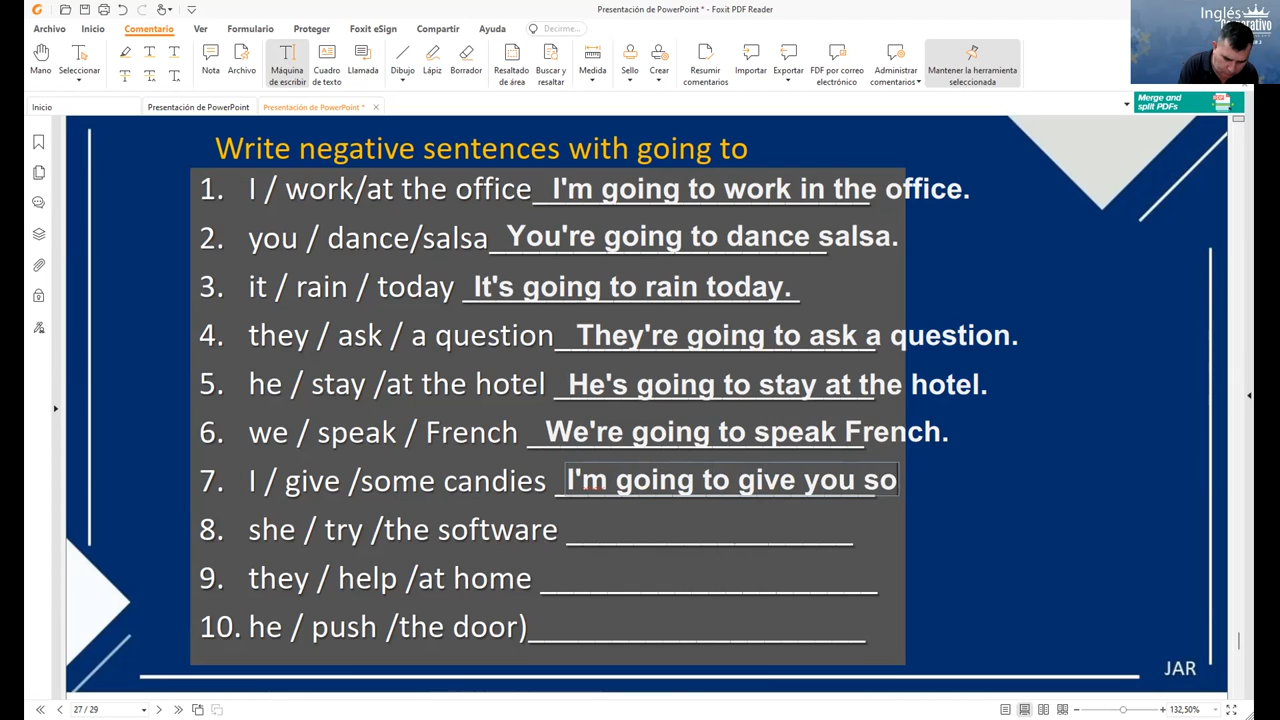 Presentación de PowerPoint * - Foxit PDF Reader
Archivo Inicio Comentario Ver Formulario Proteger Foxit eSign Compartir Ayuda Decirme...
Mano Seleccionar Nota Archivo Máquina de escribir Cuadro de texto Llamada Dibujo Lápiz Borrador Resaltado de área Buscar y resaltar Medida Sello Crear Resumir comentarios Importar Exportar PDF por correo electrónico Administrar comentarios Mantener la herramienta seleccionada
Inglés
Corporativo
Inicio Presentación de PowerPoint Presentación de PowerPoint * Merge and split PDFs
Write negative sentences with going to
1. I / work/at the office I'm going to work in the office.
2. you / dance/salsa You're going to dance salsa.
3. it / rain / today It's going to rain today.
4. they / ask / a question They're going to ask a question.
5. he / stay /at the hotel He's going to stay at the hotel.
6. we / speak / French We're going to speak French.
7. I / give /some candies I'm going to give you so
8. she / try /the software
9. they / help /at home
10. he / push /the door)
JAR
27 / 29 132,50%